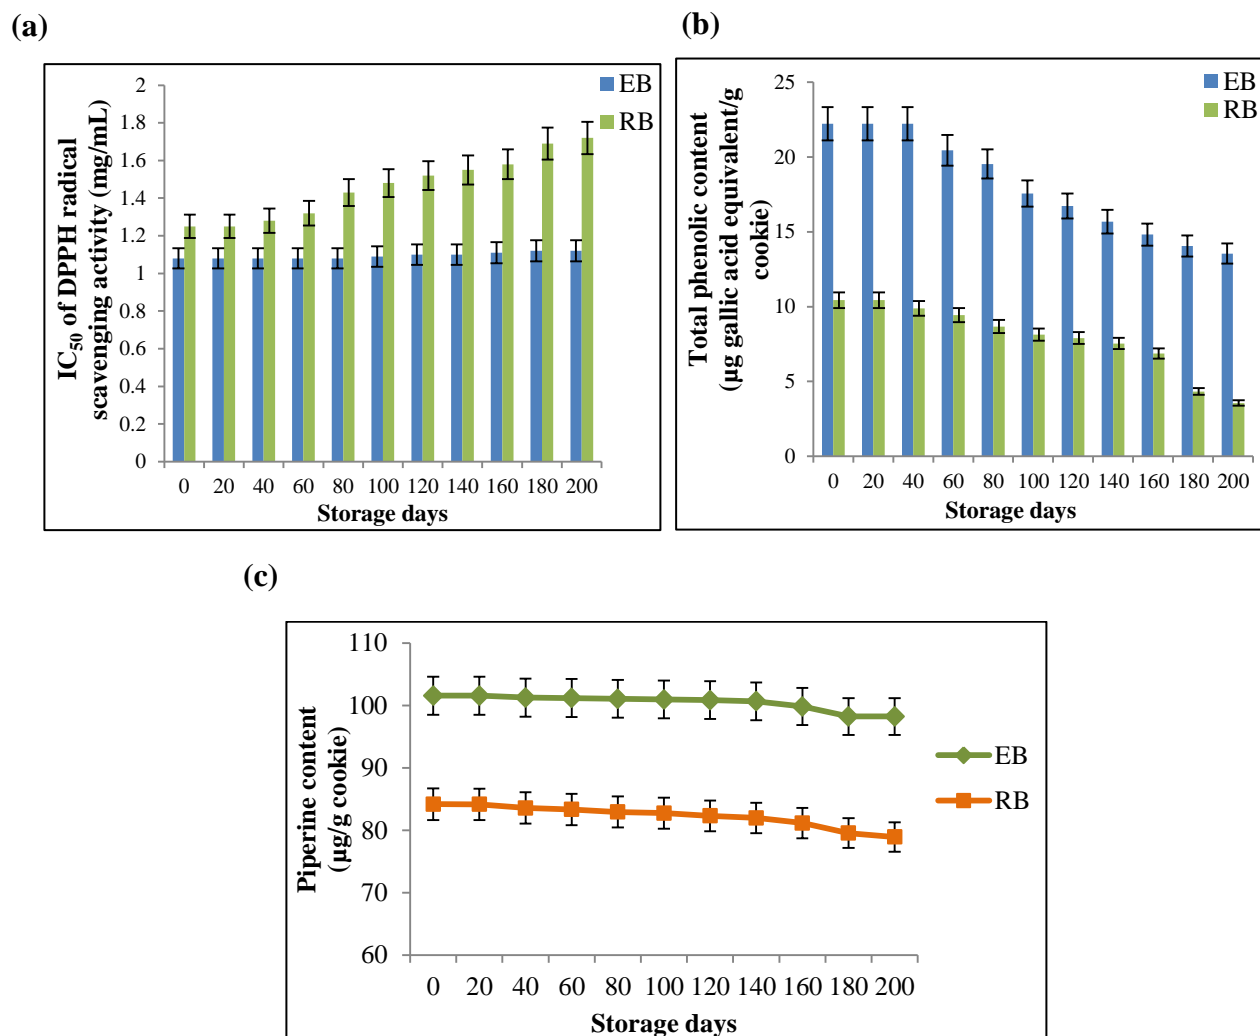 (a)
IC50 of DPPH radical
scavenging activity (mg/mL)
2
1.8
1.6
1.4
1.2
1
0.8
0.6
0.4
0.2
0
0 20 40 60 80 100 120 140 160 180 200
Storage days
EB
RB
(b)
Total phenolic content
(µg gallic acid equivalent/g
cookie)
25
20
15
10
5
0
0 20 40 60 80 100 120 140 160 180 200
Storage days
EB
RB
(c)
Piperine content
(µg/g cookie)
110
100
90
80
70
60
0 20 40 60 80 100 120 140 160 180 200
Storage days
EB
RB